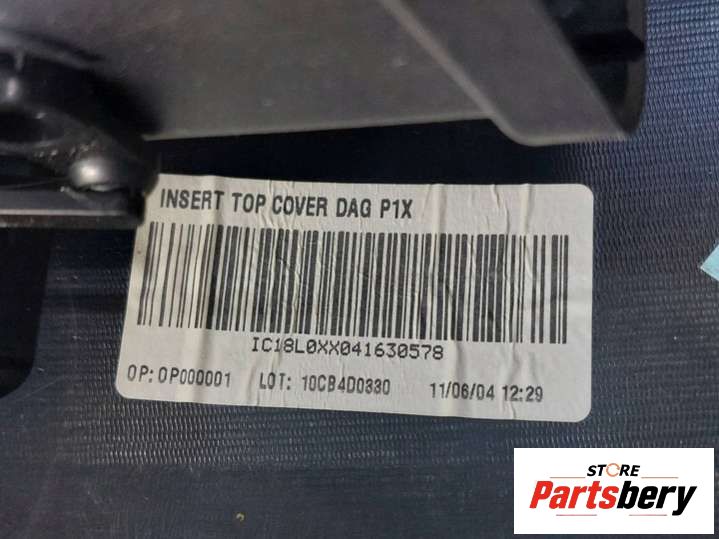 INSERT TOP COVER DAG P1X
IC18L0XX041630578
OP: OP000001 LOT: 10CB4D0330 11/06/04 12:29
STORE
Partsbery